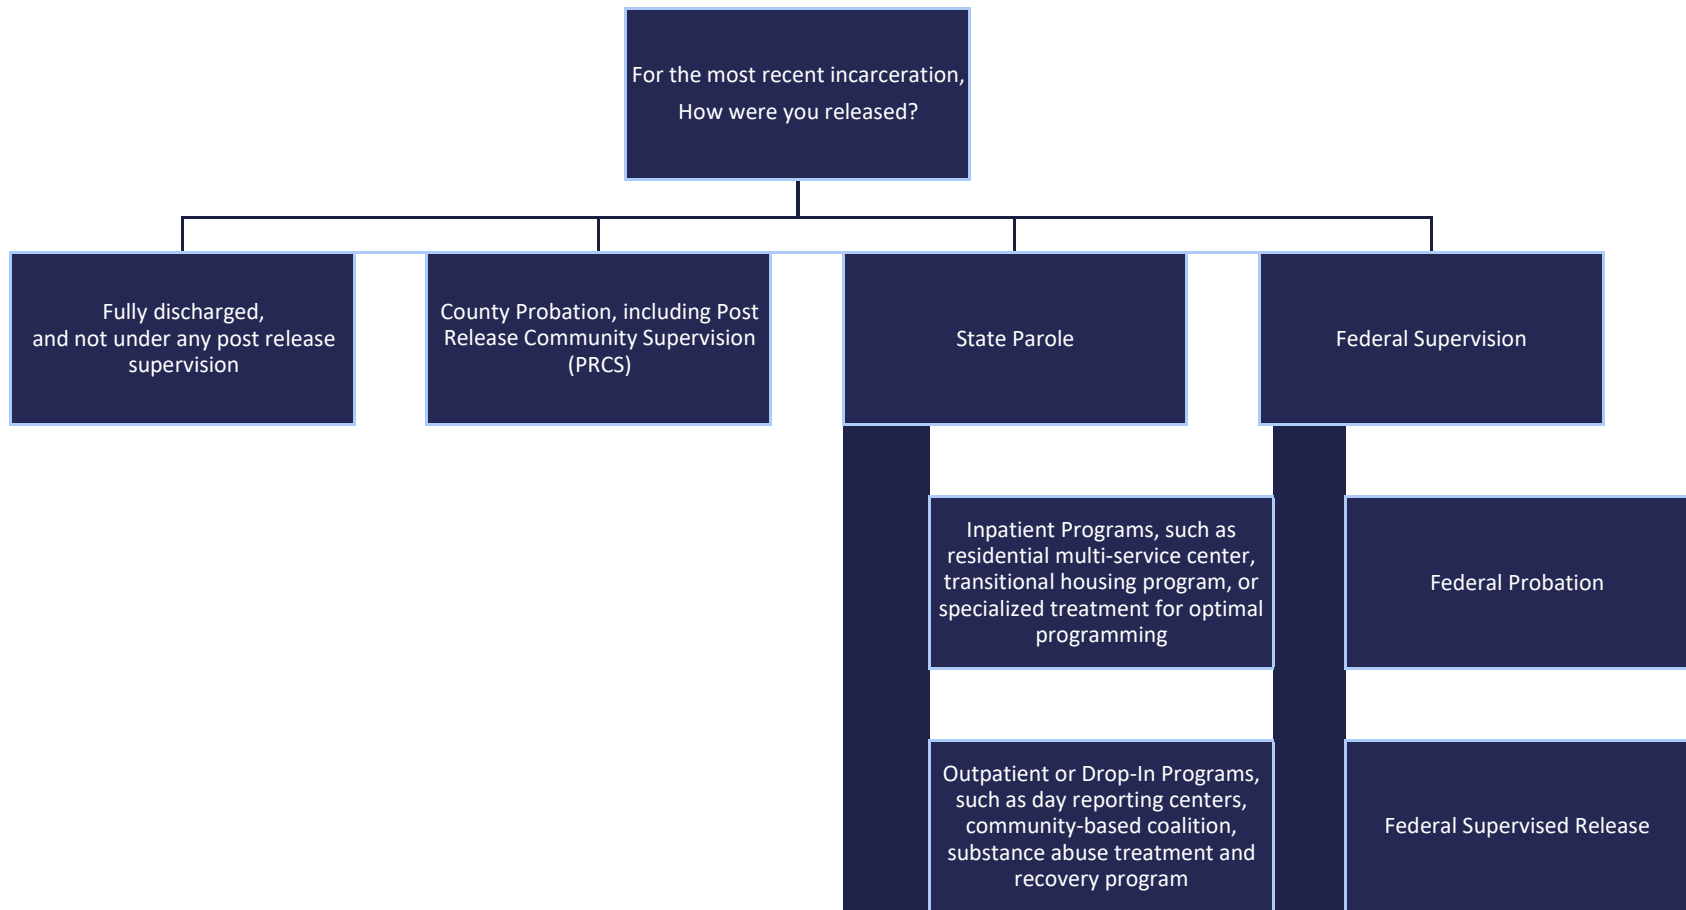 For the most recent incarceration,
How were you released?
Fully discharged,
and not under any post release
supervision
County Probation, including Post
Release Community Supervision
(PRCS)
State Parole
Federal Supervision
Inpatient Programs, such as
residential multi-service center,
transitional housing program, or
specialized treatment for optimal
programming
Federal Probation
Outpatient or Drop-In Programs,
such as day reporting centers,
community-based coalition,
substance abuse treatment and
recovery program
Federal Supervised Release